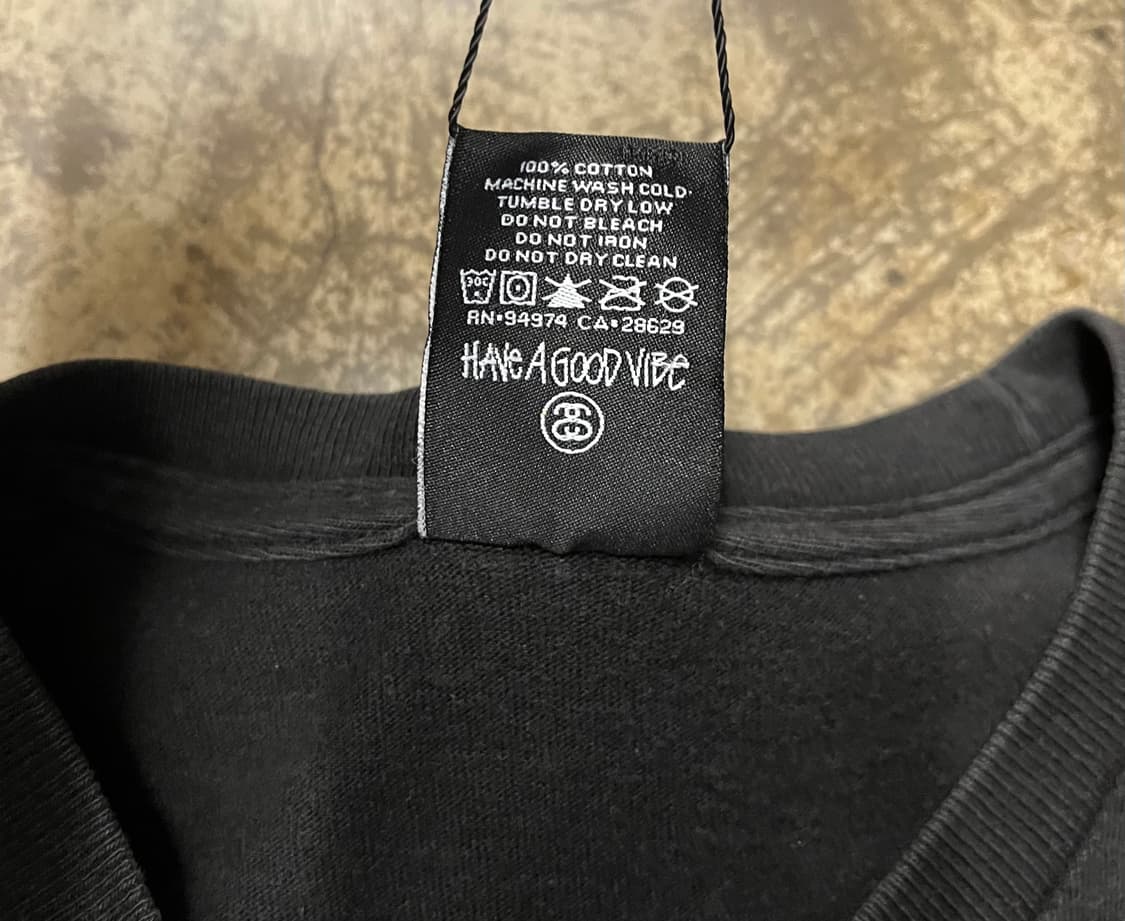 100% COTTON
MACHINE WASH COLD·
TUMBLE DRY LOW
DO NOT BLEACH
DO NOT IRON
DO NOT DRY CLEAN
30C
RN•94974 CA•28629
HAVE A GOOD VIBE